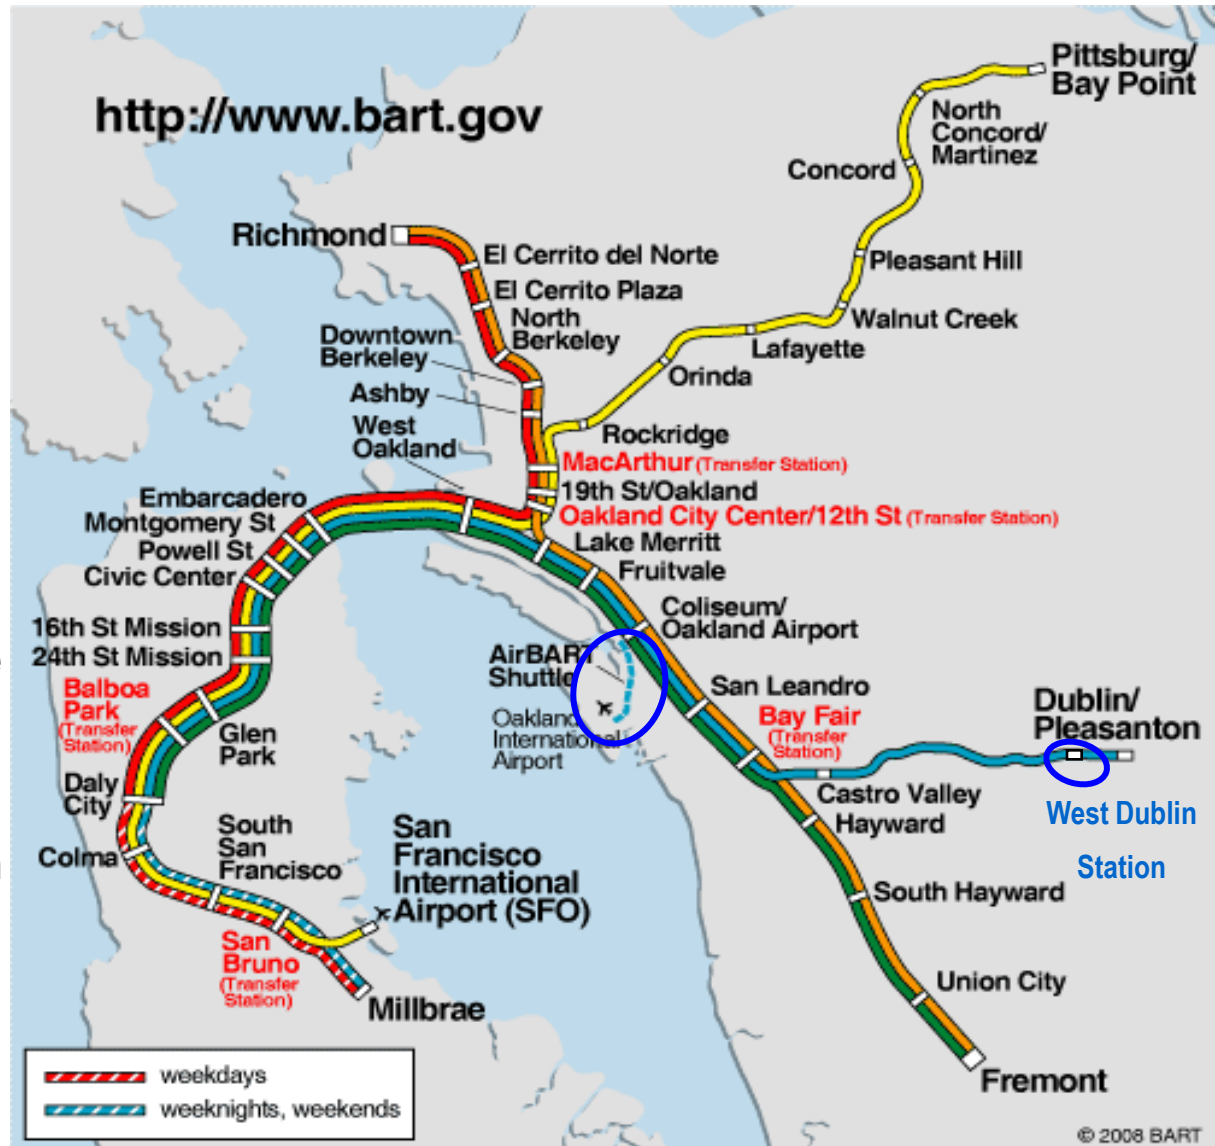 http://www.bart.gov
Pittsburg/
Bay Point
North
Concord/
Martinez
Concord
Pleasant Hill
Walnut Creek
Lafayette
Orinda
Rockridge
Richmond
El Cerrito del Norte
El Cerrito Plaza
North
Berkeley
Downtown
Berkeley
Ashby
West
Oakland
MacArthur (Transfer Station)
19th St/Oakland
Oakland City Center/12th St (Transfer Station)
Lake Merritt
Fruitvale
Coliseum/
Oakland Airport
Embarcadero
Montgomery St
Powell St
Civic Center
16th St Mission
24th St Mission
Balboa
Park
(Transfer
Station)
Glen
Park
Daly
City
Colma
South
San
Francisco
San
Bruno
(Transfer
Station)
San
Francisco
International
Airport (SFO)
Millbrae
AirBART
Shuttle
Oakland
International
Airport
San Leandro
Bay Fair
(Transfer
Station)
Dublin/
Pleasanton
West Dublin
Station
Castro Valley
Hayward
South Hayward
Union City
Fremont
weekdays
weeknights, weekends
© 2008 BART